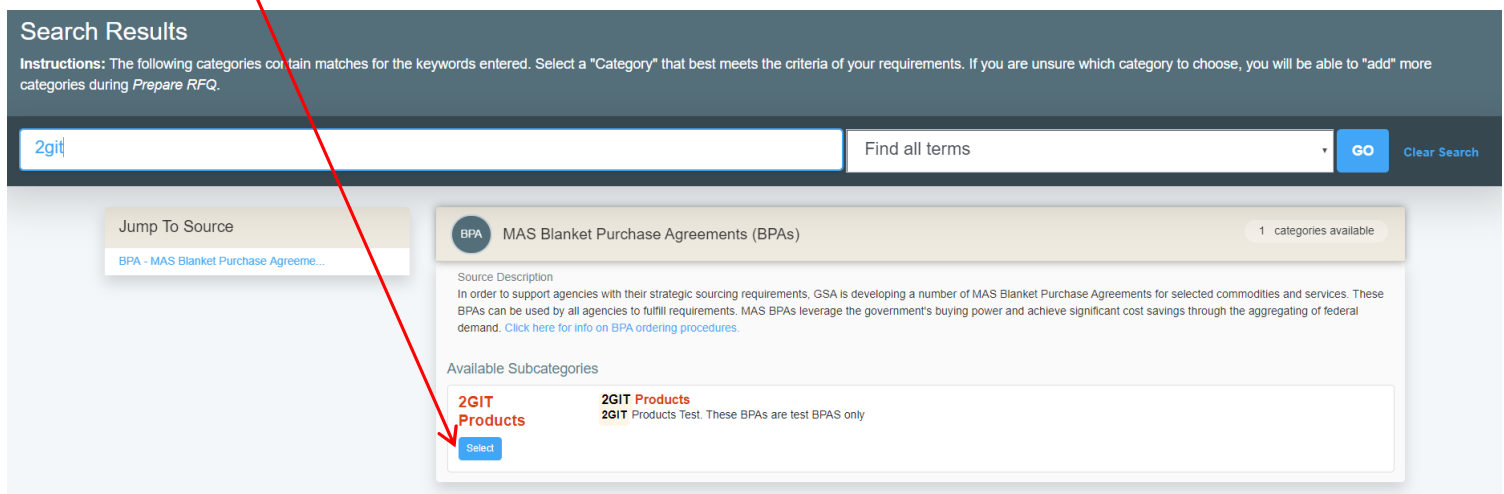 Search Results
Instructions: The following categories contain matches for the keywords entered. Select a "Category" that best meets the criteria of your requirements. If you are unsure which category to choose, you will be able to "add" more
categories during Prepare RFQ.
2git
Find all terms
GO
Clear Search
Jump To Source
BPA - MAS Blanket Purchase Agreeme...
BPA
MAS Blanket Purchase Agreements (BPAs)
1 categories available
Source Description
In order to support agencies with their strategic sourcing requirements, GSA is developing a number of MAS Blanket Purchase Agreements for selected commodities and services. These
BPAs can be used by all agencies to fulfill requirements. MAS BPAs leverage the government's buying power and achieve significant cost savings through the aggregating of federal
demand. Click here for info on BPA ordering procedures.
Available Subcategories
2GIT
Products
Select
2GIT Products
2GIT Products Test. These BPAs are test BPAS only